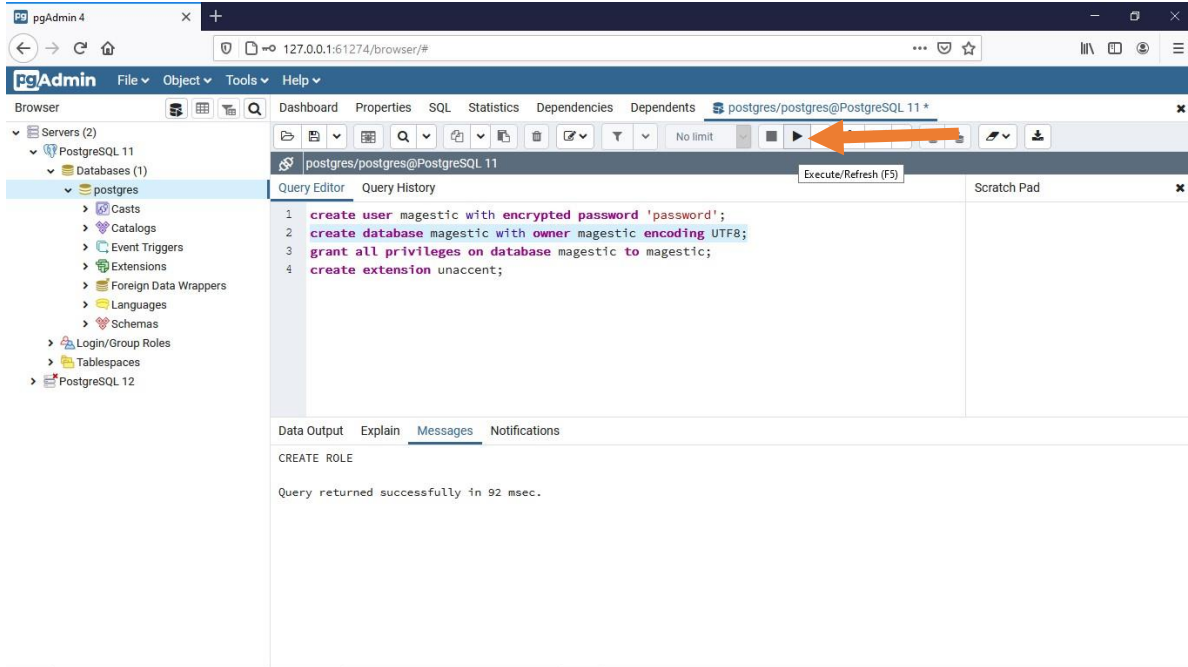 pgAdmin 4
127.0.0.1:61274/browser/#
pgAdmin File Object Tools Help
Browser
Dashboard Properties SQL Statistics Dependencies Dependents postgres/postgres@PostgreSQL 11 *
Servers (2)
PostgreSQL 11
Databases (1)
postgres
Casts
Catalogs
Event Triggers
Extensions
Foreign Data Wrappers
Languages
Schemas
Login/Group Roles
Tablespaces
PostgreSQL 12
No limit
postgres/postgres@PostgreSQL 11
Execute/Refresh (F5)
Query Editor Query History
Scratch Pad
1 create user magestic with encrypted password 'password';
2 create database magestic with owner magestic encoding UTF8;
3 grant all privileges on database magestic to magestic;
4 create extension unaccent;
Data Output Explain Messages Notifications
CREATE ROLE
Query returned successfully in 92 msec.